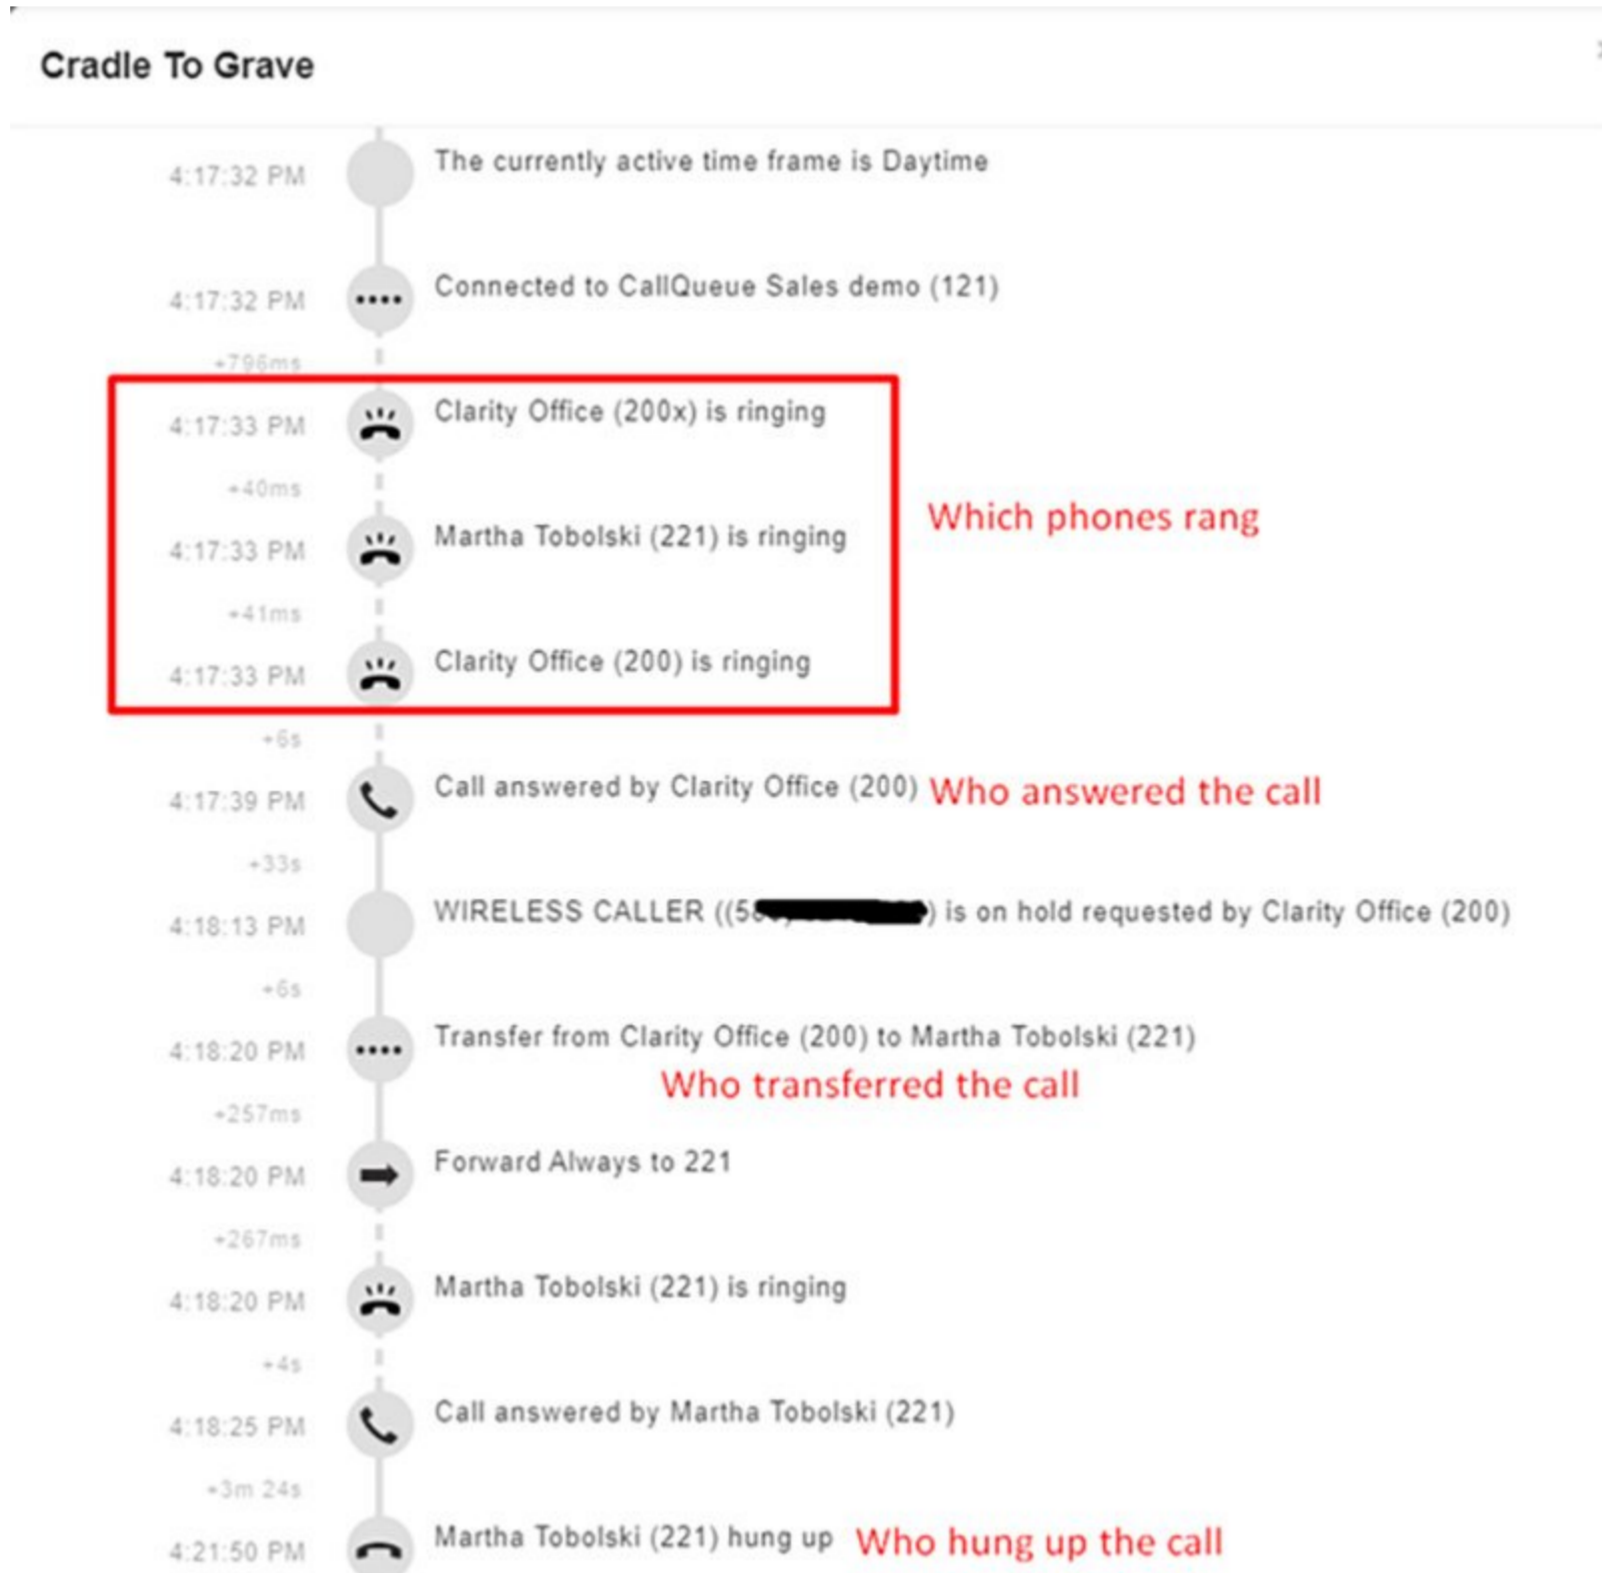 Cradle To Grave
4:17:32 PM The currently active time frame is Daytime
4:17:32 PM Connected to CallQueue Sales demo (121)
+796ms
4:17:33 PM Clarity Office (200x) is ringing
+40ms
Which phones rang
4:17:33 PM Martha Tobolski (221) is ringing
+41ms
4:17:33 PM Clarity Office (200) is ringing
+6s
4:17:39 PM Call answered by Clarity Office (200) Who answered the call
+33s
4:18:13 PM WIRELESS CALLER ((5 ) is on hold requested by Clarity Office (200)
+6s
4:18:20 PM Transfer from Clarity Office (200) to Martha Tobolski (221)
Who transferred the call
+257ms
4:18:20 PM Forward Always to 221
+267ms
4:18:20 PM Martha Tobolski (221) is ringing
+4s
4:18:25 PM Call answered by Martha Tobolski (221)
+3m 24s
4:21:50 PM Martha Tobolski (221) hung up Who hung up the call